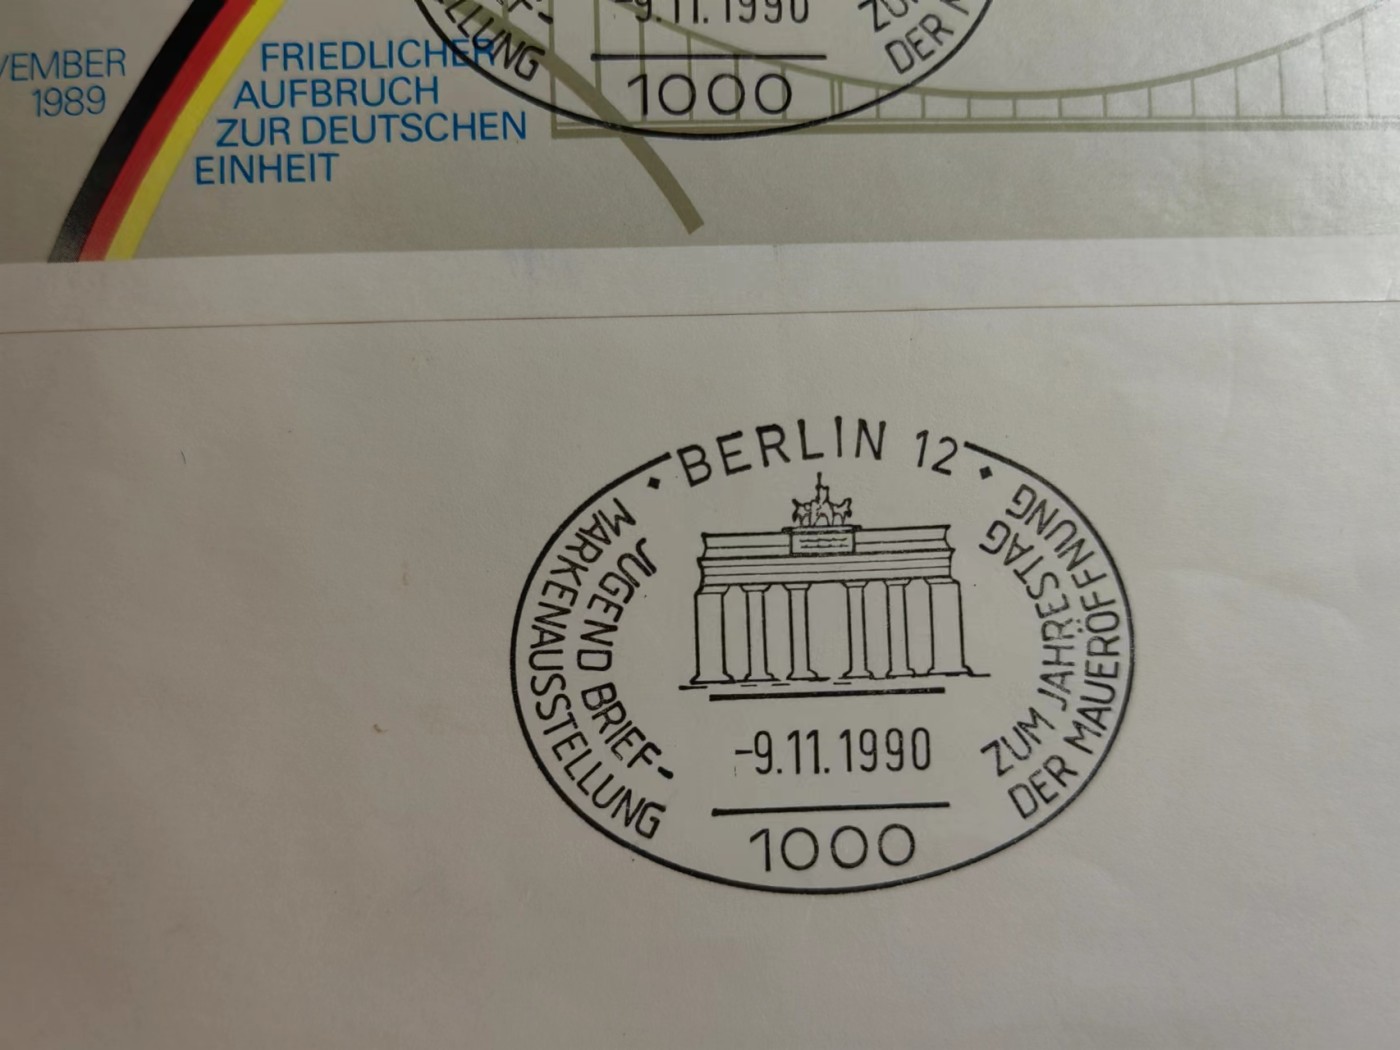 VEMBER
1989
FRIEDLICHER
AUFBRUCH
ZUR DEUTSCHEN
EINHEIT
-9.11.1990
1000
BERLIN 12
JUGEND BRIEF-
MARKENAUSSTELLUNG
ZUM JAHRESTAG
DER MAUERÖFFNUNG
-9.11.1990
1000